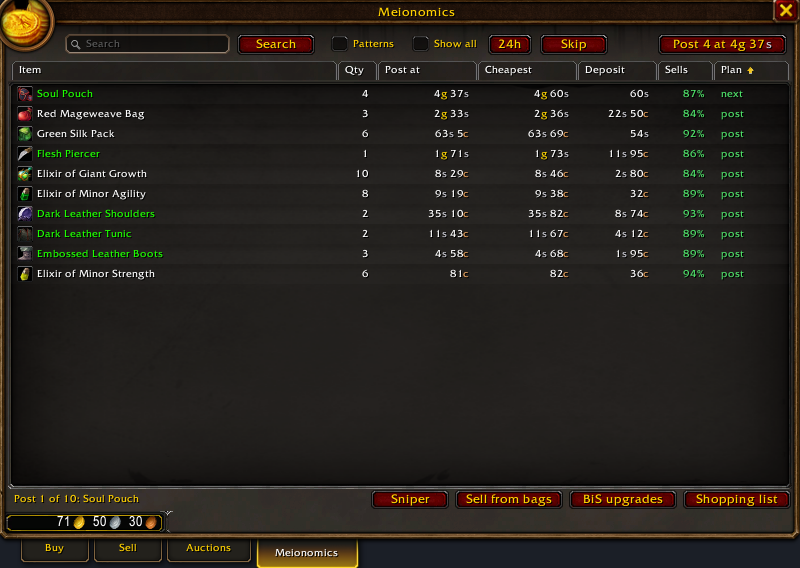 Meionomics
Search Search Patterns Show all 24h Skip Post 4 at 4g 37s
Item Qty Post at Cheapest Deposit Sells Plan
Soul Pouch 4 4g 37s 4g 60s 60s 87% next
Red Mageweave Bag 3 2g 33s 2g 36s 22s 50c 84% post
Green Silk Pack 6 63s 5c 63s 69c 54s 92% post
Flesh Piercer 1 1g 71s 1g 73s 11s 95c 86% post
Elixir of Giant Growth 10 8s 29c 8s 46c 2s 80c 84% post
Elixir of Minor Agility 8 9s 19c 9s 38c 32c 89% post
Dark Leather Shoulders 2 35s 10c 35s 82c 8s 74c 93% post
Dark Leather Tunic 2 11s 43c 11s 67c 4s 12c 89% post
Embossed Leather Boots 3 4s 58c 4s 68c 1s 95c 89% post
Elixir of Minor Strength 6 81c 82c 36c 94% post
Post 1 of 10: Soul Pouch Sniper Sell from bags BiS upgrades Shopping list
71 50 30
Buy Sell Auctions Meionomics